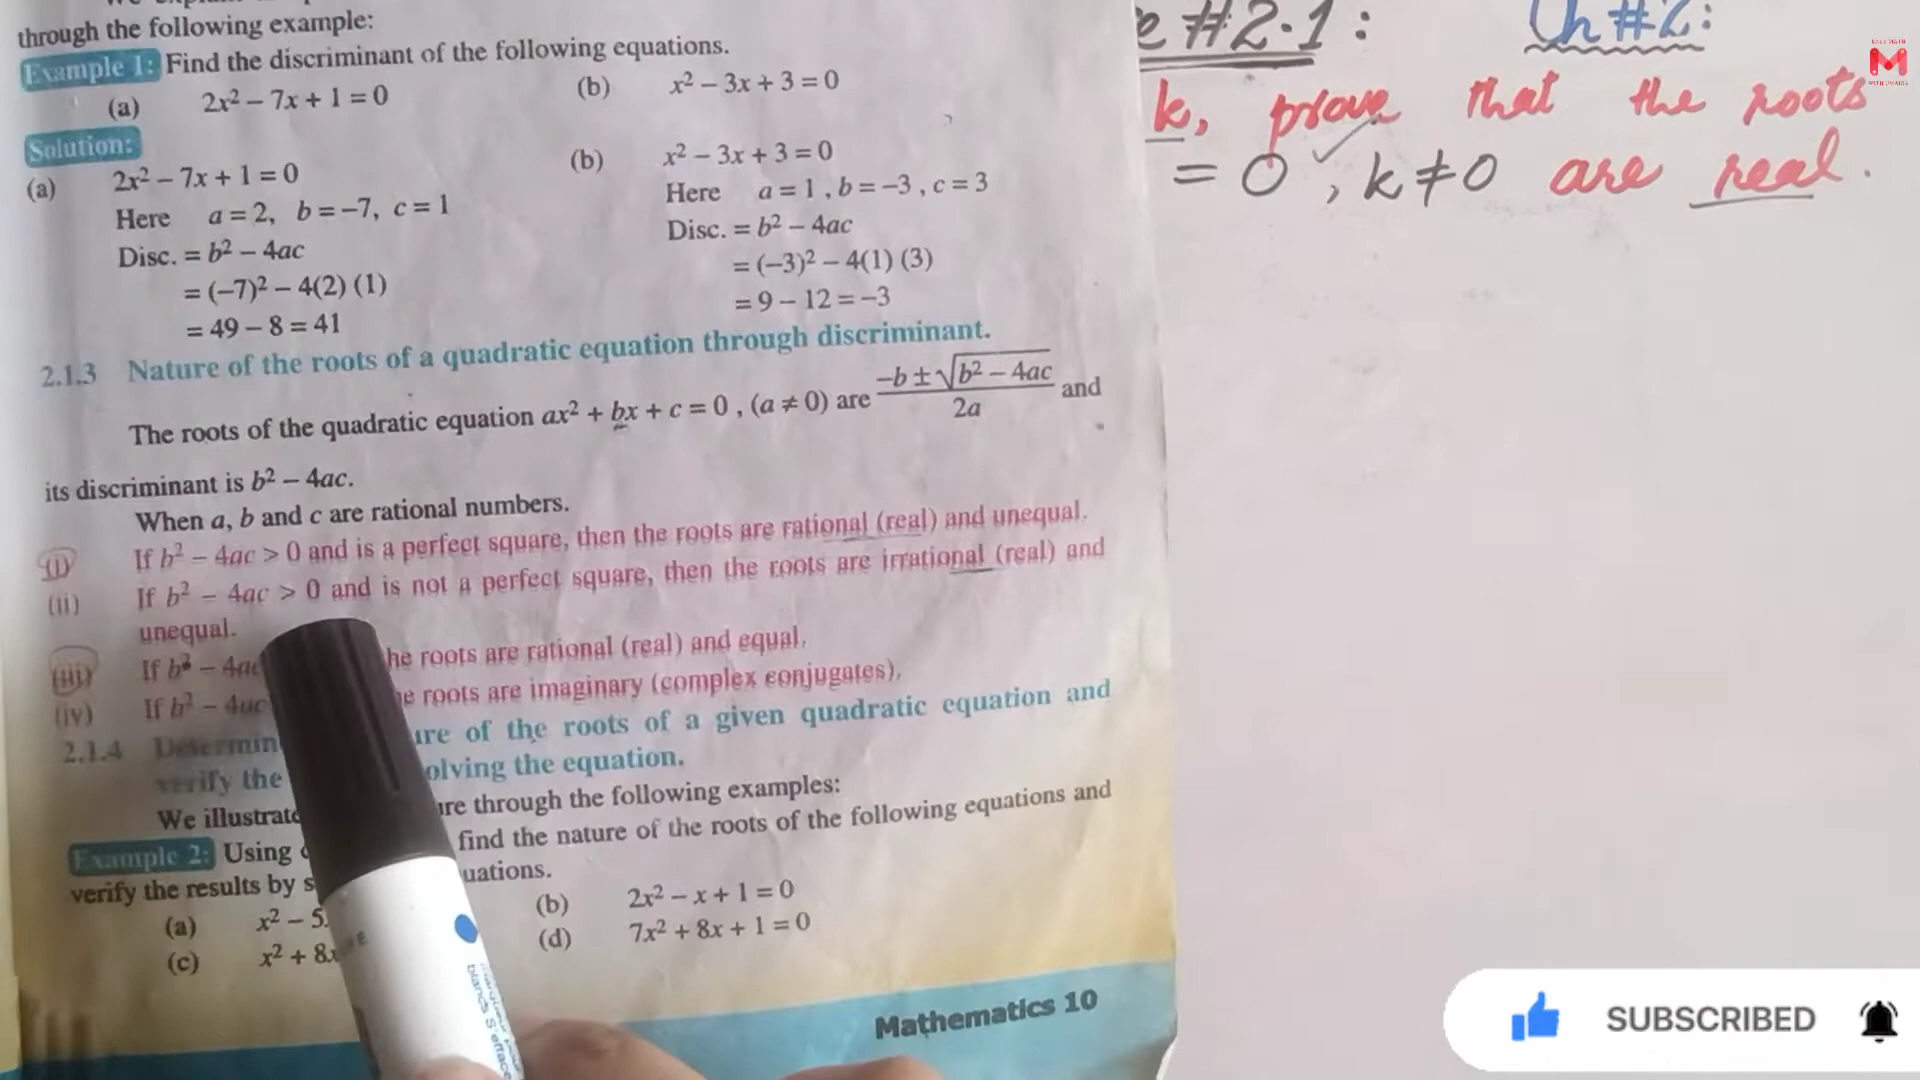 through the following example:
Example 1: Find the discriminant of the following equations.
(a) 2x² – 7x + 1 = 0 (b) x² – 3x + 3 = 0
Solution:
(a) 2x² – 7x + 1 = 0 (b) x² – 3x + 3 = 0
Here a = 2, b = –7, c = 1 Here a = 1 , b = –3 , c = 3
Disc. = b² – 4ac Disc. = b² – 4ac
= (–7)² – 4(2) (1) = (–3)² – 4(1) (3)
= 49 – 8 = 41 = 9 – 12 = –3
2.1.3 Nature of the roots of a quadratic equation through discriminant.
The roots of the quadratic equation ax² + bx + c = 0 , (a ≠ 0) are (–b ± √(b² – 4ac))/2a and
its discriminant is b² – 4ac.
When a, b and c are rational numbers.
(i) If b² – 4ac > 0 and is a perfect square, then the roots are rational (real) and unequal.
(ii) If b² – 4ac > 0 and is not a perfect square, then the roots are irrational (real) and
unequal.
(iii) If b² – 4ac he roots are rational (real) and equal.
(iv) If b² – 4ac e roots are imaginary (complex conjugates).
2.1.4 Determin ure of the roots of a given quadratic equation and
verify the olving the equation.
We illustrate ure through the following examples:
Example 2: Using find the nature of the roots of the following equations and
verify the results by s uations.
(a) x² – 5 (b) 2x² – x + 1 = 0
(c) x² + 8x (d) 7x² + 8x + 1 = 0
Mathematics 10
e #2.1: Ch #2:
k, prove that the roots
= 0 , k ≠ 0 are real.
M
SUBSCRIBED